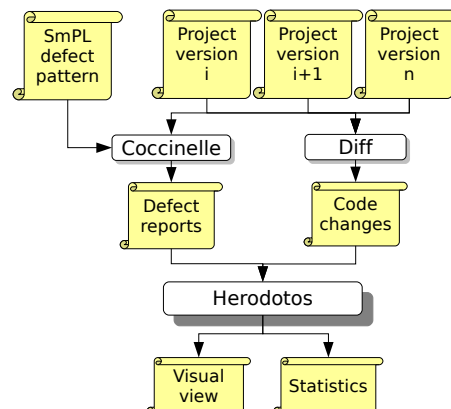 SmPL
defect
pattern
Project
version
i
Project
version
i+1
Project
version
n
Coccinelle
Diff
Defect
reports
Code
changes
Herodotos
Visual
view
Statistics